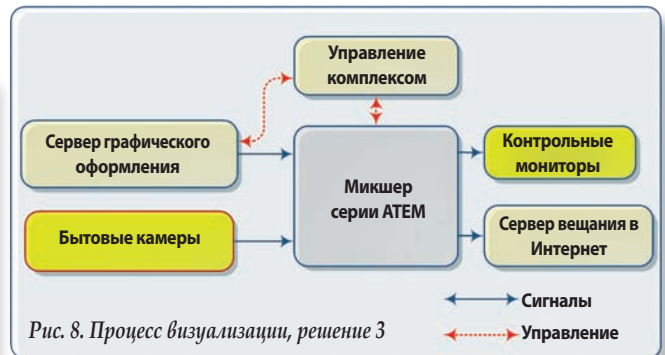 Управление
комплексом
Сервер графического
оформления
Контрольные
мониторы
Микшер
серии ATEM
Бытовые камеры
Сервер вещания в
Интернет
Сигналы
Управление
Рис. 8. Процесс визуализации, решение 3